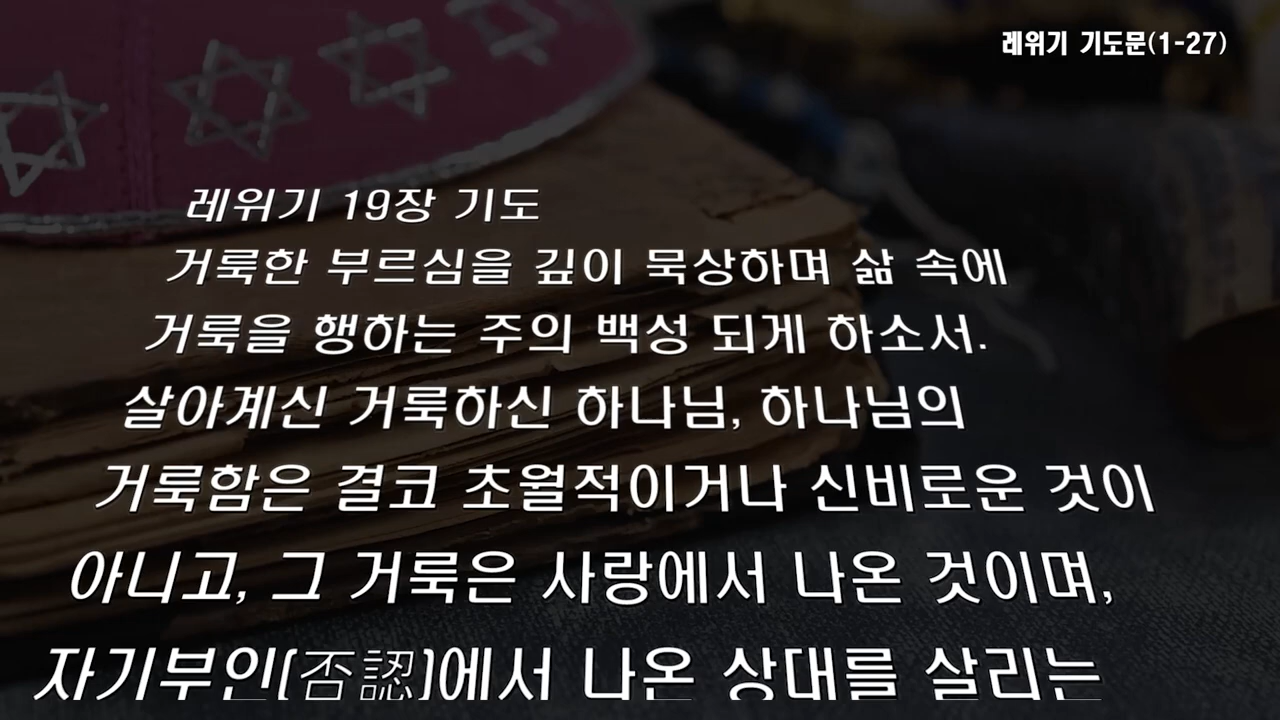 레위기 기도문(1-27)
레위기 19장 기도
거룩한 부르심을 깊이 묵상하며 삶 속에
거룩을 행하는 주의 백성 되게 하소서.
살아계신 거룩하신 하나님, 하나님의
거룩함은 결코 초월적이거나 신비로운 것이
아니고, 그 거룩은 사랑에서 나온 것이며,
자기부인(否認)에서 나온 상대를 살리는